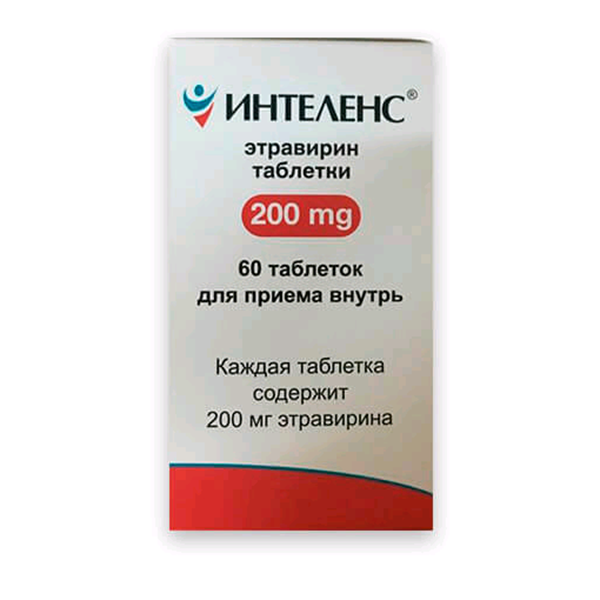 ИНТЕЛЕНС®
этравирин
таблетки
200 mg
60 таблеток
для приема внутрь
Каждая таблетка
содержит
200 мг этравирина